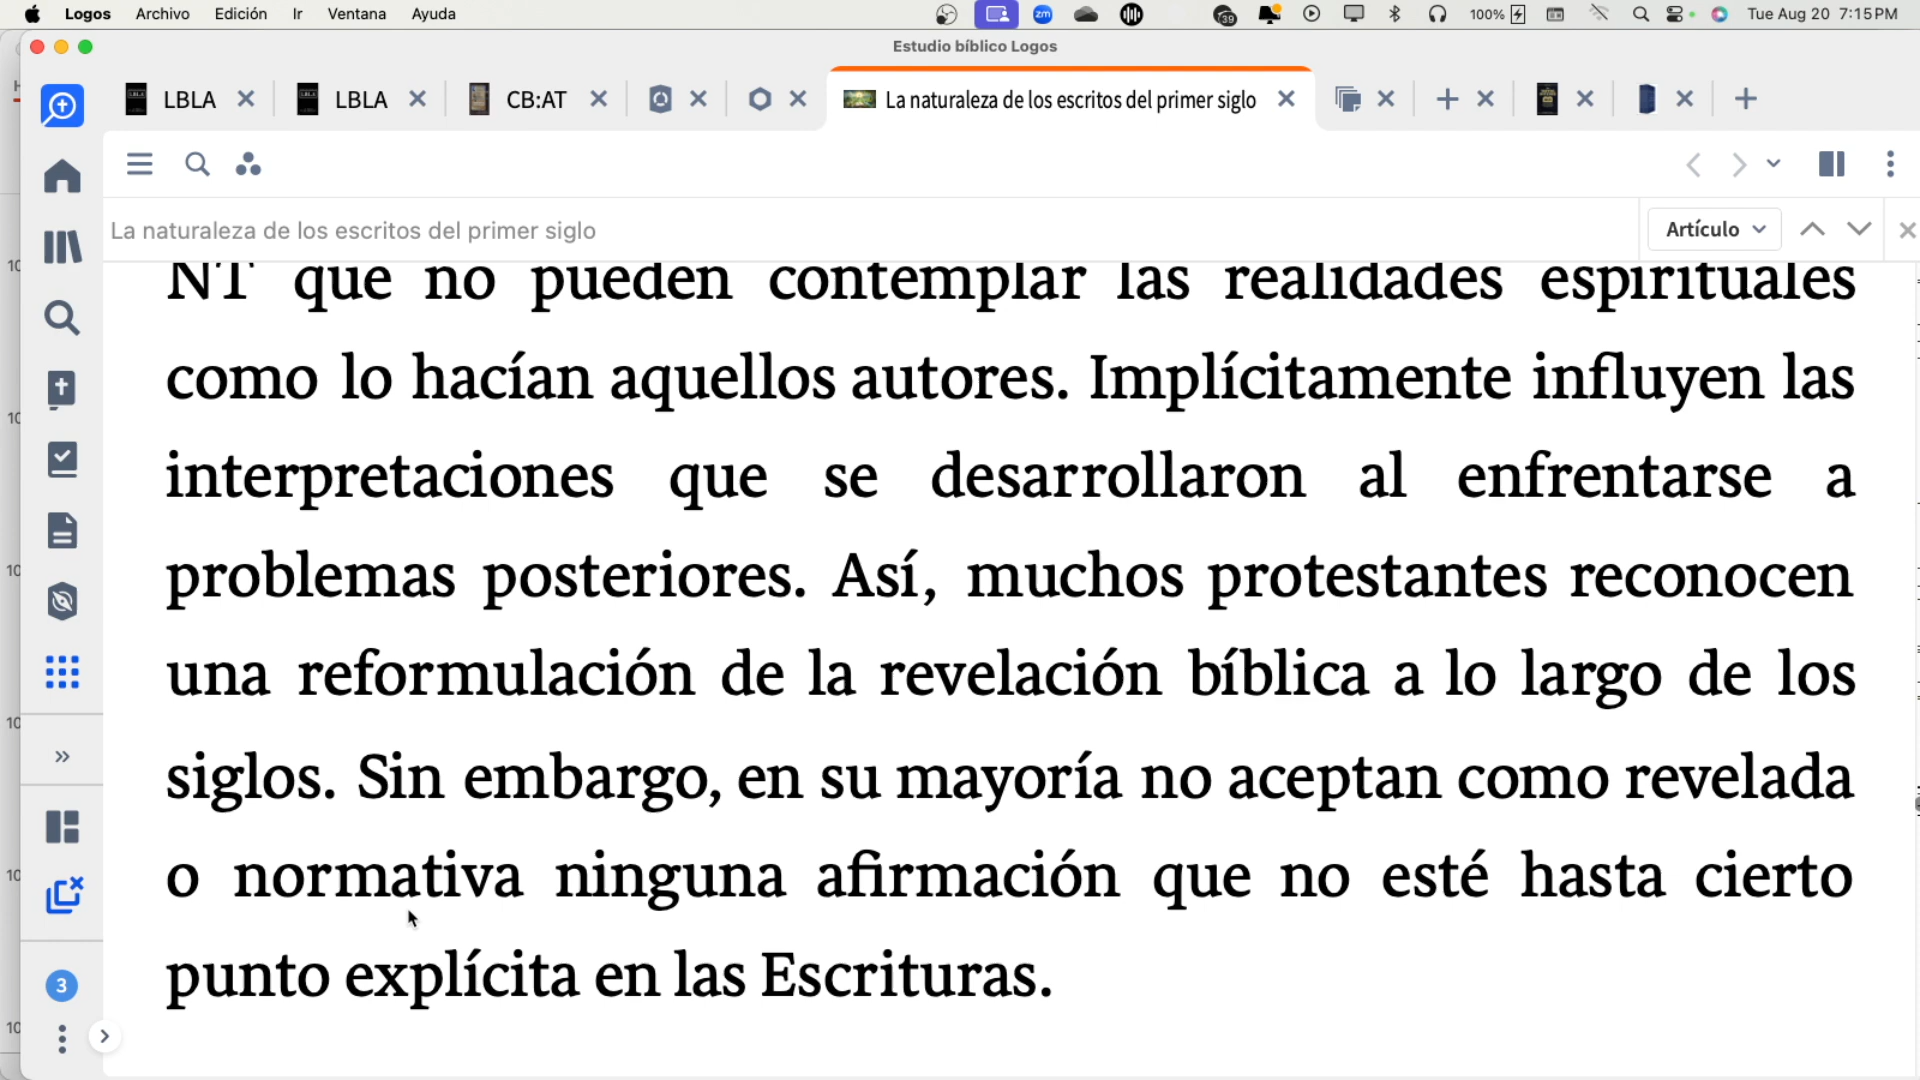 Logos Archivo Edición Ir Ventana Ayuda zm 39 100% Tue Aug 20 7:15 PM
Estudio bíblico Logos
LBLA LBLA CB:AT La naturaleza de los escritos del primer siglo
La naturaleza de los escritos del primer siglo Artículo
NT que no pueden contemplar las realidades espirituales
como lo hacían aquellos autores. Implícitamente influyen las
interpretaciones que se desarrollaron al enfrentarse a
problemas posteriores. Así, muchos protestantes reconocen
una reformulación de la revelación bíblica a lo largo de los
siglos. Sin embargo, en su mayoría no aceptan como revelada
o normativa ninguna afirmación que no esté hasta cierto
punto explícita en las Escrituras.
3